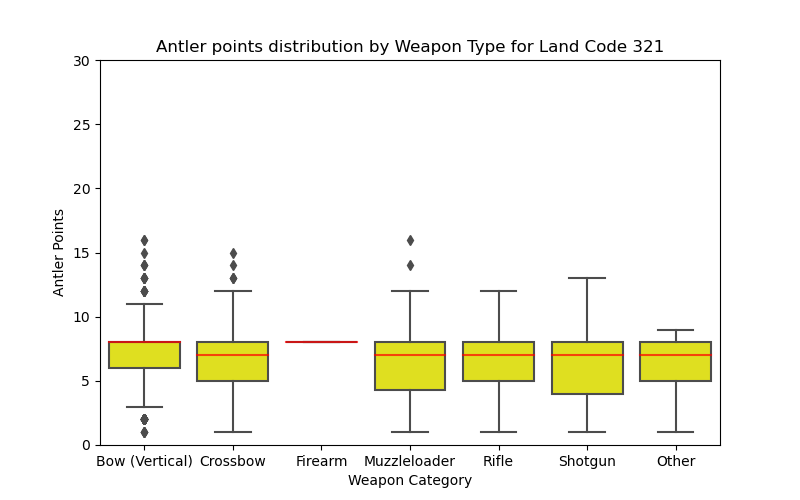 Antler points distribution by Weapon Type for Land Code 321
Antler Points
30
25
20
15
10
5
0
Bow (Vertical) Crossbow Firearm Muzzleloader Rifle Shotgun Other
Weapon Category